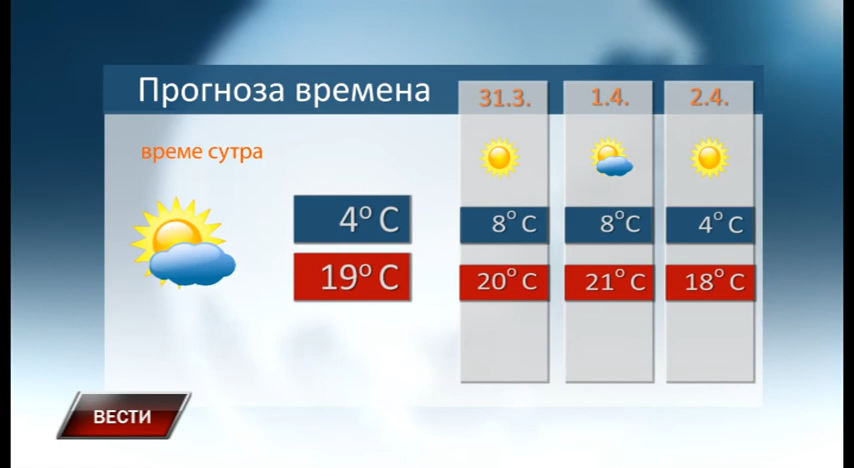 Прогноза времена
31.3.
1.4.
2.4.
време сутра
4° C
19° C
8° C
8°C
4° C
20° C
21° C
18° C
ВЕСТИ